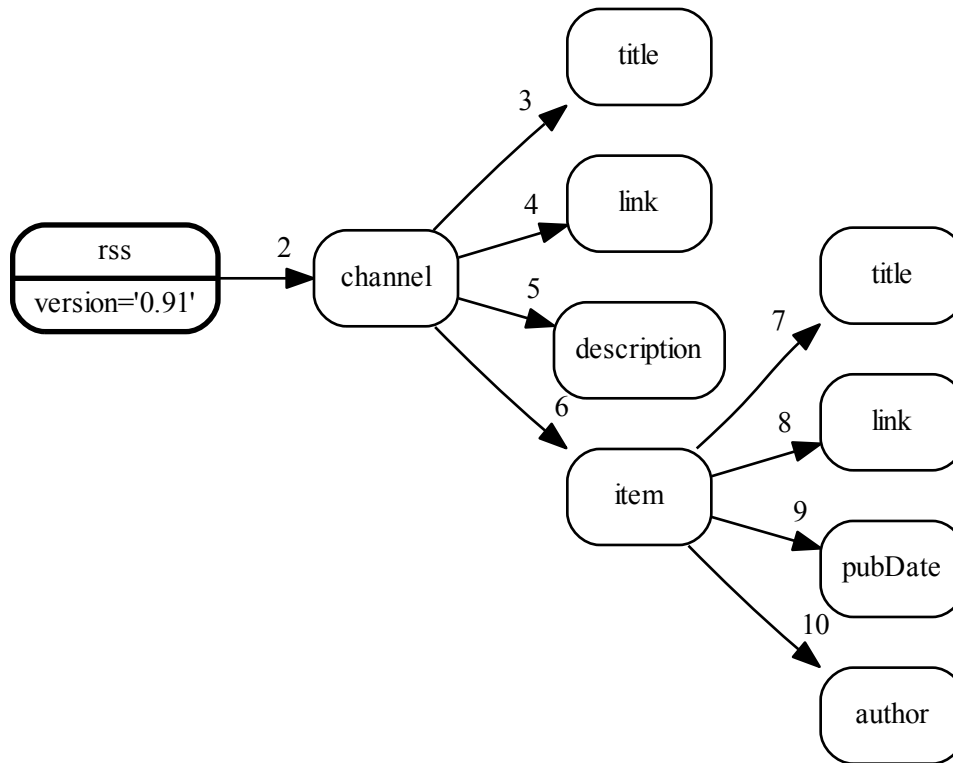 rss
version='0.91'
2
channel
3
title
4
link
5
description
6
item
7
title
8
link
9
pubDate
10
author